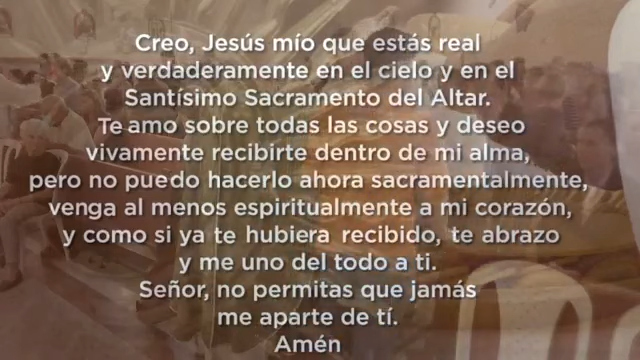 Creo, Jesús mío que estás real
y verdaderamente en el cielo y en el
Santísimo Sacramento del Altar.
Te amo sobre todas las cosas y deseo
vivamente recibirte dentro de mi alma,
pero no puedo hacerlo ahora sacramentalmente,
venga al menos espiritualmente a mi corazón,
y como si ya te hubiera recibido, te abrazo
y me uno del todo a ti.
Señor, no permitas que jamás
me aparte de tí.
Amén